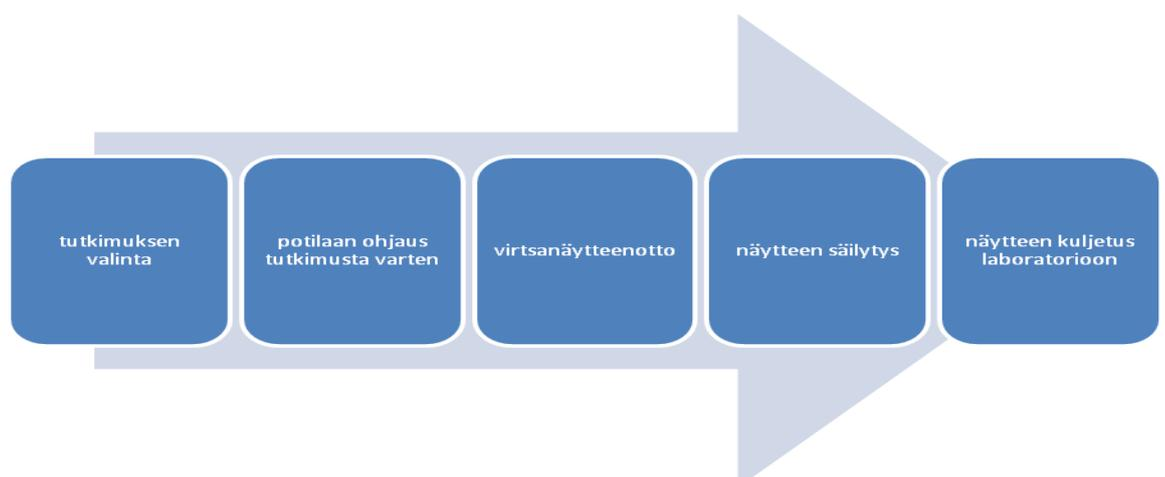 tutkimuksen
valinta
potilaan ohjaus
tutkimusta varten
virtsanäytteenotto
näytteen säilytys
näytteen kuljetus
laboratorioon